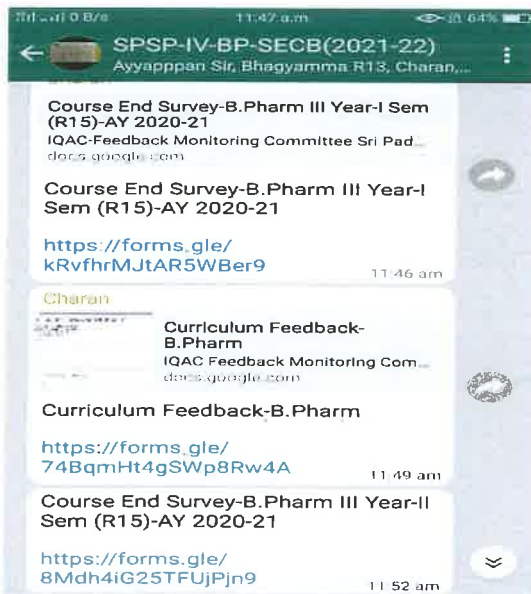 0 B/s 11:47 a.m. 64%
SPSP-IV-BP-SECB(2021-22)
Ayyapppan Sir, Bhagyamma R13, Charan,...
Course End Survey-B.Pharm III Year-I Sem
(R15)-AY 2020-21
IQAC-Feedback Monitoring Committee Sri Pad...
docs.google.com
Course End Survey-B.Pharm III Year-I
Sem (R15)-AY 2020-21
https://forms.gle/
kRvfhrMJtAR5WBer9
11:46 am
Charan
Curriculum Feedback-
B.Pharm
IQAC Feedback Monitoring Com...
docs.google.com
Curriculum Feedback-B.Pharm
https://forms.gle/
74BqmHt4gSWp8Rw4A
11:49 am
Course End Survey-B.Pharm III Year-II
Sem (R15)-AY 2020-21
https://forms.gle/
8Mdh4iG25TFUjPjn9
11:52 am